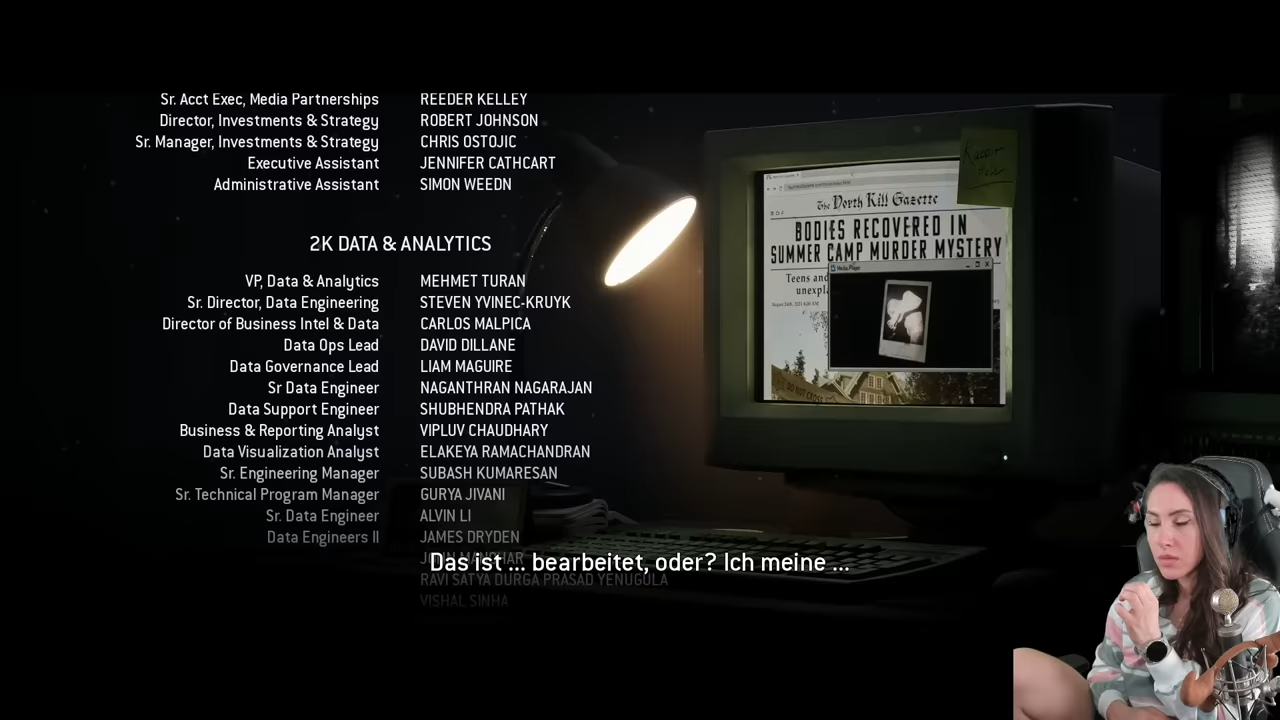 Sr. Acct Exec, Media Partnerships REEDER KELLEY
Director, Investments & Strategy ROBERT JOHNSON
Sr. Manager, Investments & Strategy CHRIS OSTOJIC
Executive Assistant JENNIFER CATHCART
Administrative Assistant SIMON WEEDN
2K DATA & ANALYTICS
VP, Data & Analytics MEHMET TURAN
Sr. Director, Data Engineering STEVEN YVINEC-KRUYK
Director of Business Intel & Data CARLOS MALPICA
Data Ops Lead DAVID DILLANE
Data Governance Lead LIAM MAGUIRE
Sr Data Engineer NAGANTHRAN NAGARAJAN
Data Support Engineer SHUBHENDRA PATHAK
Business & Reporting Analyst VIPLUV CHAUDHARY
Data Visualization Analyst ELAKEYA RAMACHANDRAN
Sr. Engineering Manager SUBASH KUMARESAN
Sr. Technical Program Manager GURYA JIVANI
Sr. Data Engineer ALVIN LI
Data Engineers II JAMES DRYDEN
RAVI SATYA DURGA PRASAD YENUGULA
VISHAL SINHA
Das ist ... bearbeitet, oder? Ich meine ...
The North Kill Gazette
BODIES RECOVERED IN
SUMMER CAMP MURDER MYSTERY
Teens and
Media Player